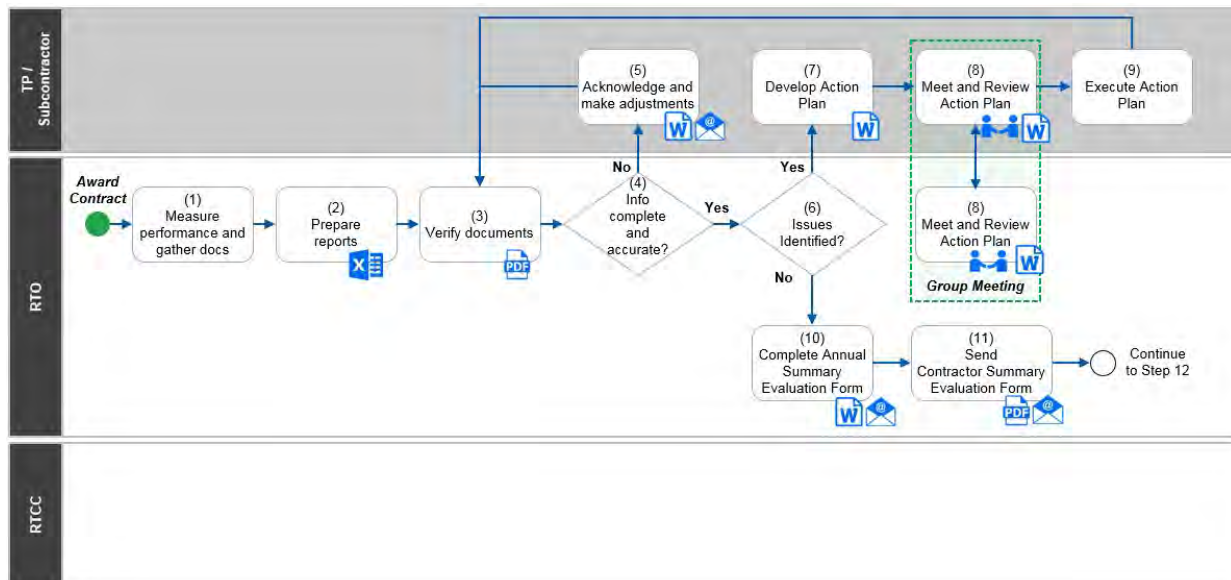 TP /
Subcontractor
(5)
Acknowledge and
make adjustments
W
@
(7)
Develop Action
Plan
W
(8)
Meet and Review
Action Plan
W
(9)
Execute Action
Plan
RTO
Award
Contract
(1)
Measure
performance and
gather docs
(2)
Prepare
reports
X
(3)
Verify documents
PDF
No
(4)
Info
complete
and
accurate?
Yes
Yes
(6)
Issues
Identified?
No
(8)
Meet and Review
Action Plan
W
Group Meeting
(10)
Complete Annual
Summary
Evaluation Form
W
@
(11)
Send
Contractor Summary
Evaluation Form
PDF
@
Continue
to Step 12
RTCC